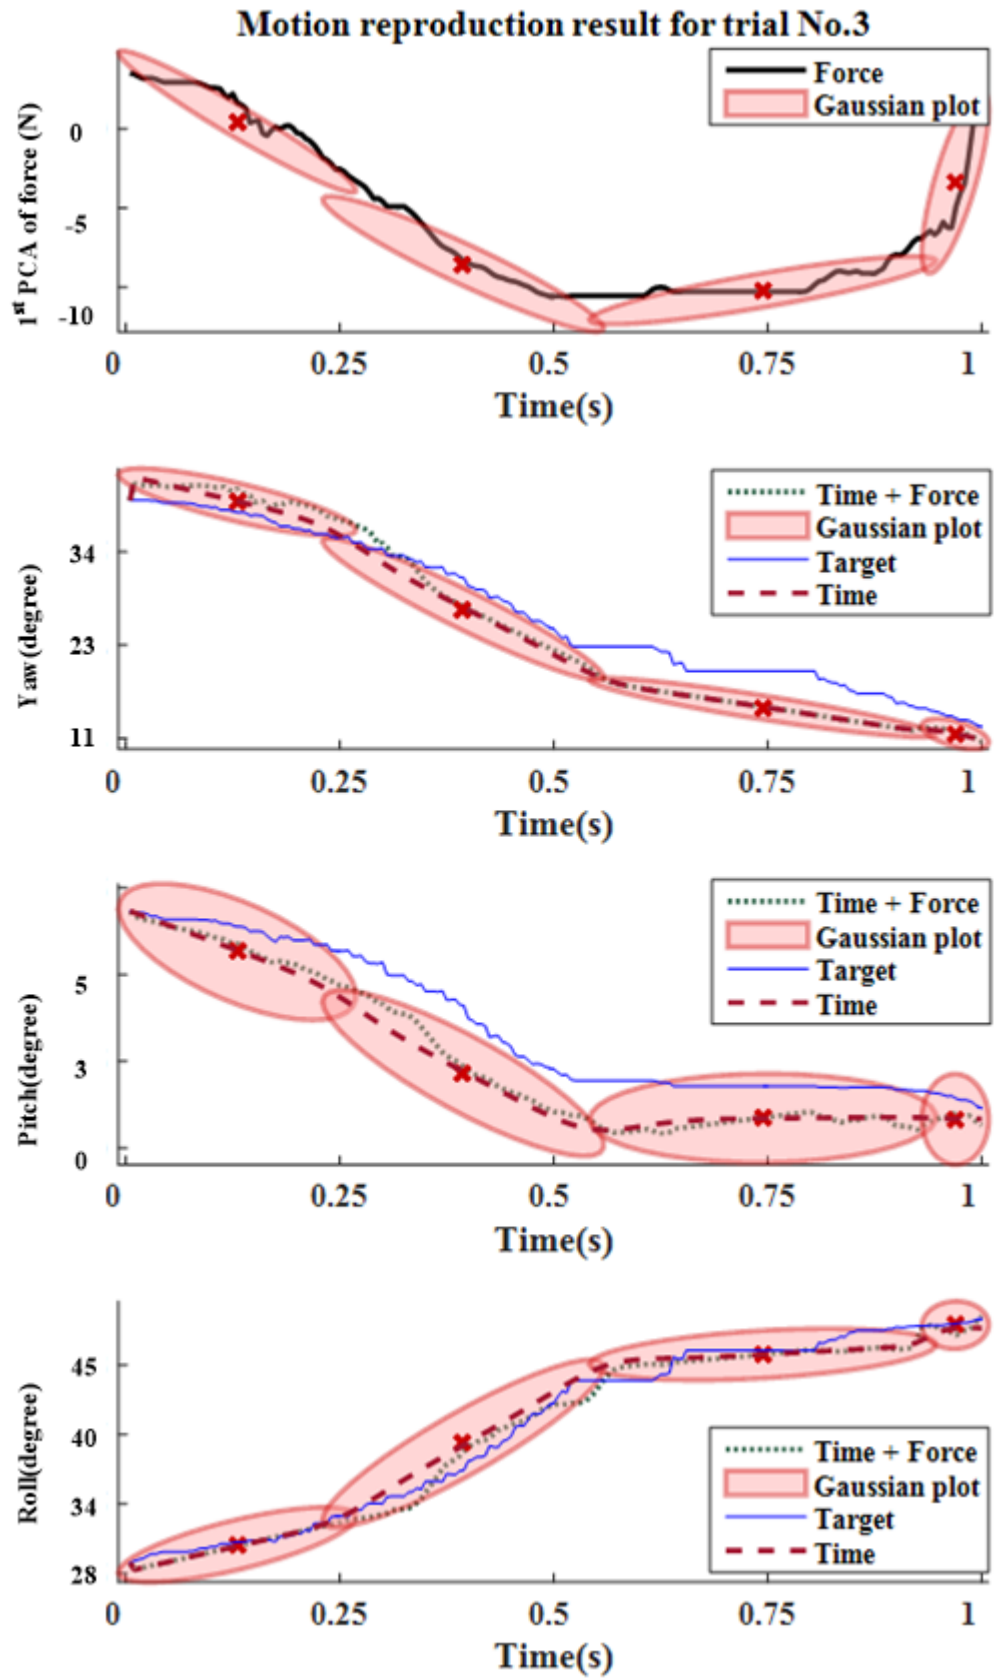 Motion reproduction result for trial No.3
Force
Gaussian plot
1st PCA of force (N)
0
-5
-10
0 0.25 0.5 0.75 1
Time(s)
Time + Force
Gaussian plot
Target
Time
Yaw(degree)
34
23
11
0 0.25 0.5 0.75 1
Time(s)
Time + Force
Gaussian plot
Target
Time
Pitch(degree)
5
3
0
0 0.25 0.5 0.75 1
Time(s)
Roll(degree)
45
40
34
28
Time + Force
Gaussian plot
Target
Time
0 0.25 0.5 0.75 1
Time(s)